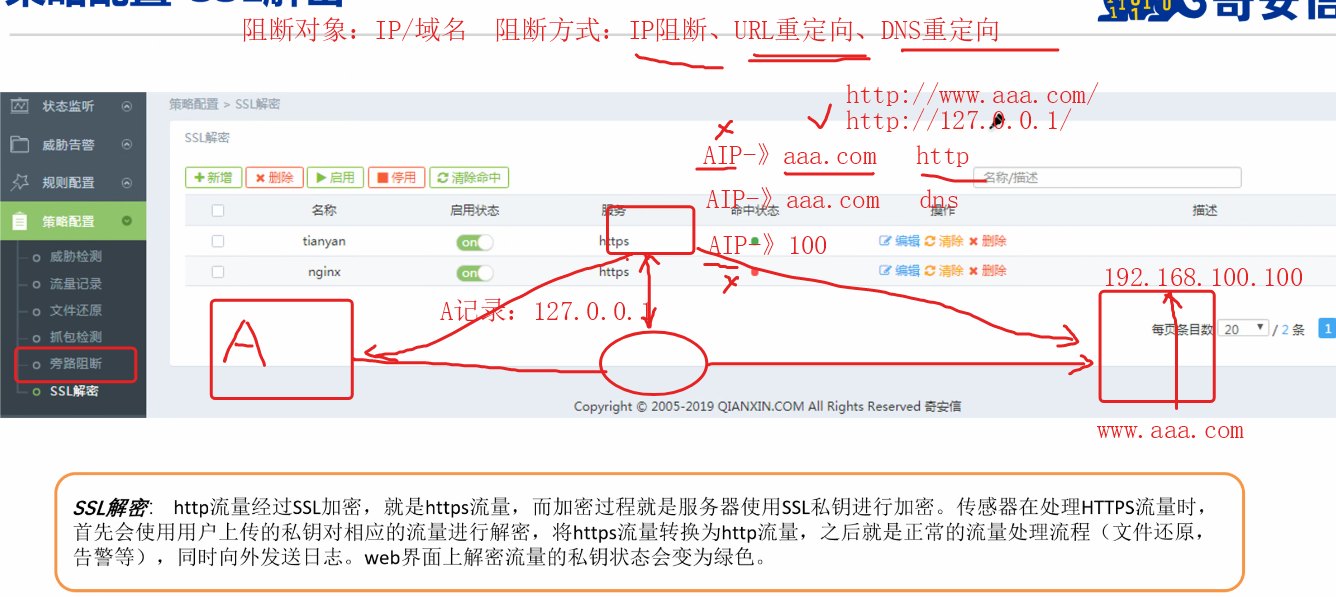 策略配置-SSL解密
奇安信
阻断对象：IP/域名 阻断方式：IP阻断、URL重定向、DNS重定向
状态监听
威胁告警
规则配置
策略配置
威胁检测
流量记录
文件还原
抓包检测
旁路阻断
SSL解密
策略配置 > SSL解密
SSL解密
http://www.aaa.com/
http://127.0.0.1/
AIP-》aaa.com http
新增 删除 启用 停用 清除命中 名称/描述
AIP-》aaa.com dns
名称 启用状态 服务 命中状态 操作 描述
tianyan on https 编辑 清除 删除
AIP-》100
nginx on https 编辑 清除 删除
192.168.100.100
A记录：127.0.0.1
A
每页条目数 20 / 2 条 1
Copyright © 2005-2019 QIANXIN.COM All Rights Reserved 奇安信
www.aaa.com
SSL解密: http流量经过SSL加密，就是https流量，而加密过程就是服务器使用SSL私钥进行加密。传感器在处理HTTPS流量时，
首先会使用用户上传的私钥对相应的流量进行解密，将https流量转换为http流量，之后就是正常的流量处理流程（文件还原，
告警等），同时向外发送日志。web界面上解密流量的私钥状态会变为绿色。